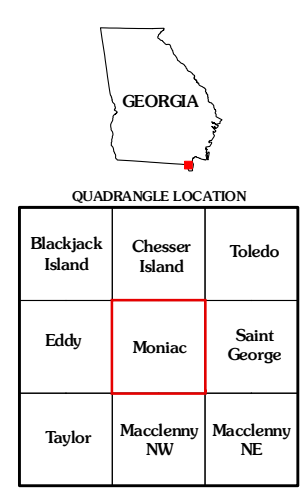 GEORGIA
QUADRANGLE LOCATION
Blackjack
Island
Chesser
Island
Toledo
Eddy
Moniac
Saint
George
Taylor
Macclenny
NW
Macclenny
NE